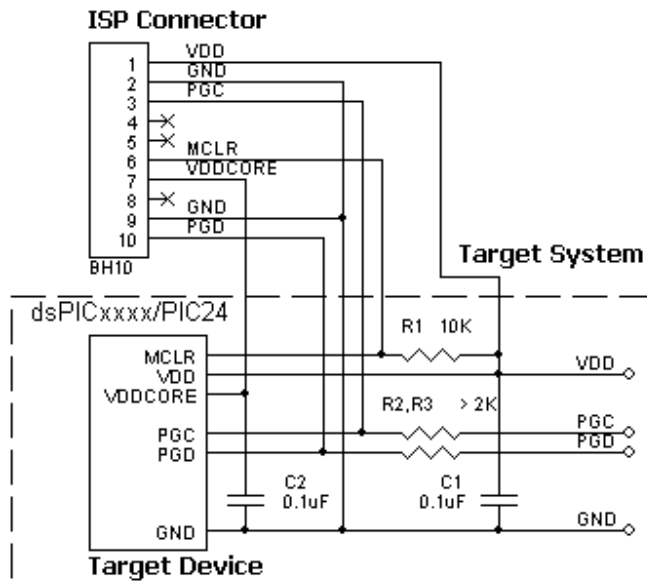 ISP Connector
VDD
1
GND
2
PGC
3
4
5
MCLR
6
VDDCORE
7
8
GND
9
PGD
10
BH10
Target System
dsPICxxxx/PIC24
R1 10K
MCLR
VDD
VDD
VDDCORE
R2,R3 > 2K
PGC
PGC
PGD
PGD
C2
0.1uF
C1
0.1uF
GND
GND
Target Device